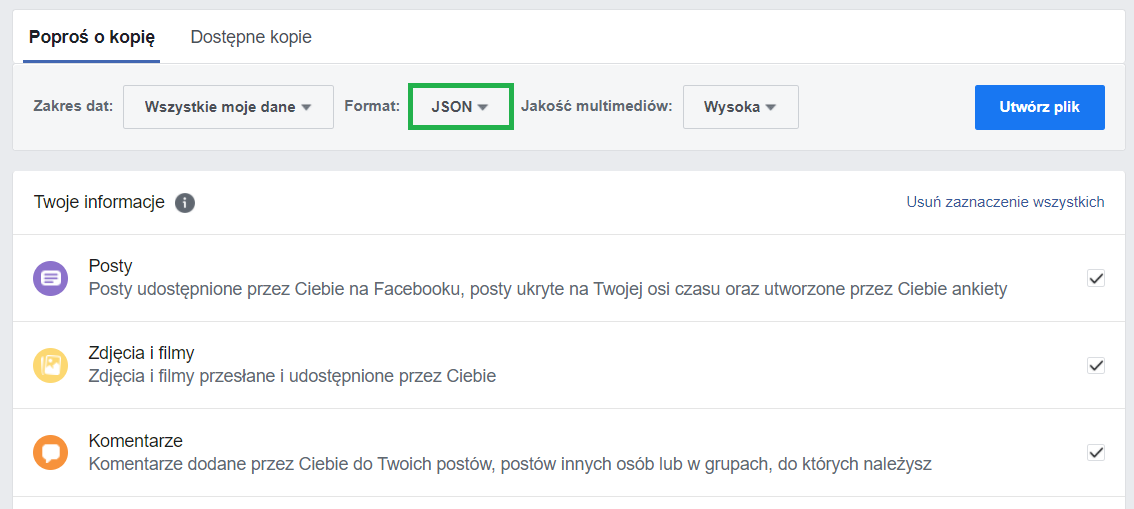 Poproś o kopię Dostępne kopie
Zakres dat: Wszystkie moje dane Format: JSON Jakość multimediów: Wysoka Utwórz plik
Twoje informacje i Usuń zaznaczenie wszystkich
Posty
Posty udostępnione przez Ciebie na Facebooku, posty ukryte na Twojej osi czasu oraz utworzone przez Ciebie ankiety
Zdjęcia i filmy
Zdjęcia i filmy przesłane i udostępnione przez Ciebie
Komentarze
Komentarze dodane przez Ciebie do Twoich postów, postów innych osób lub w grupach, do których należysz